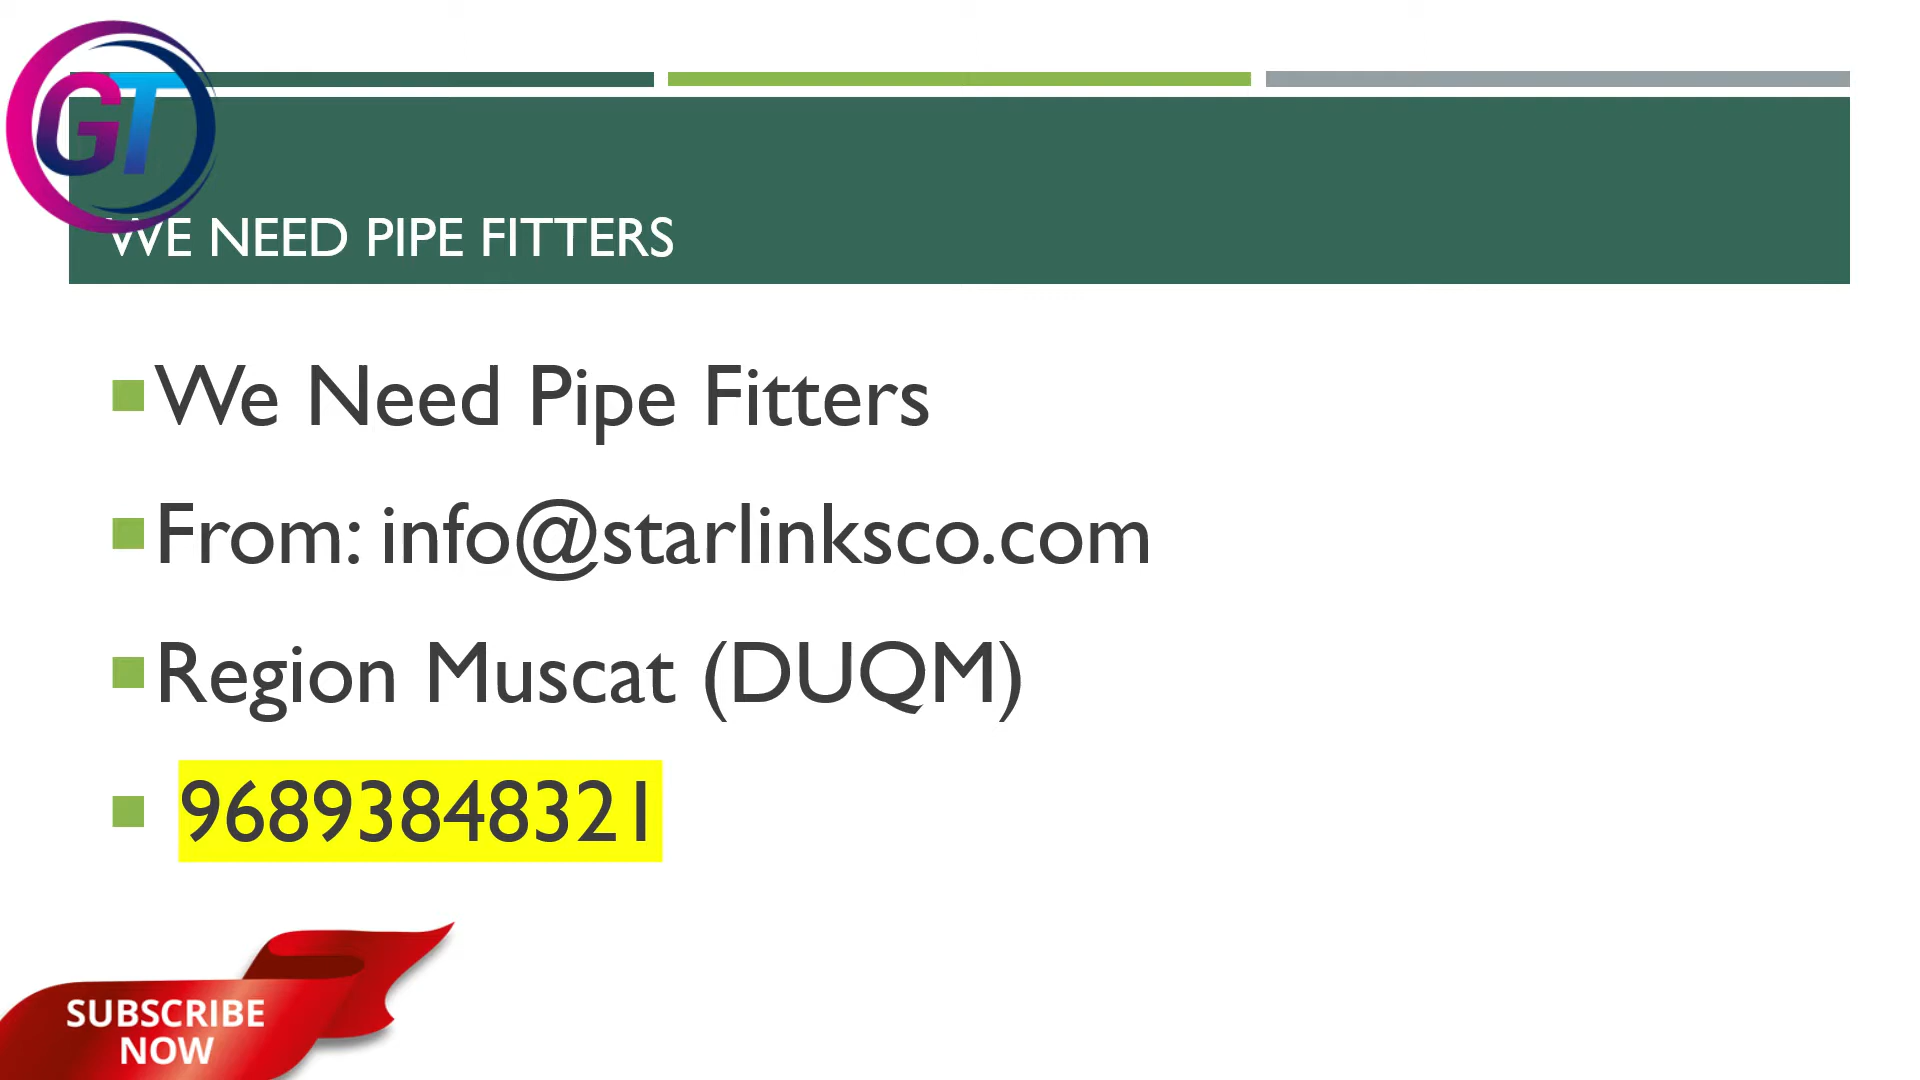 GT
WE NEED PIPE FITTERS
We Need Pipe Fitters
From: info@starlinksco.com
Region Muscat (DUQM)
96893848321
SUBSCRIBE
NOW